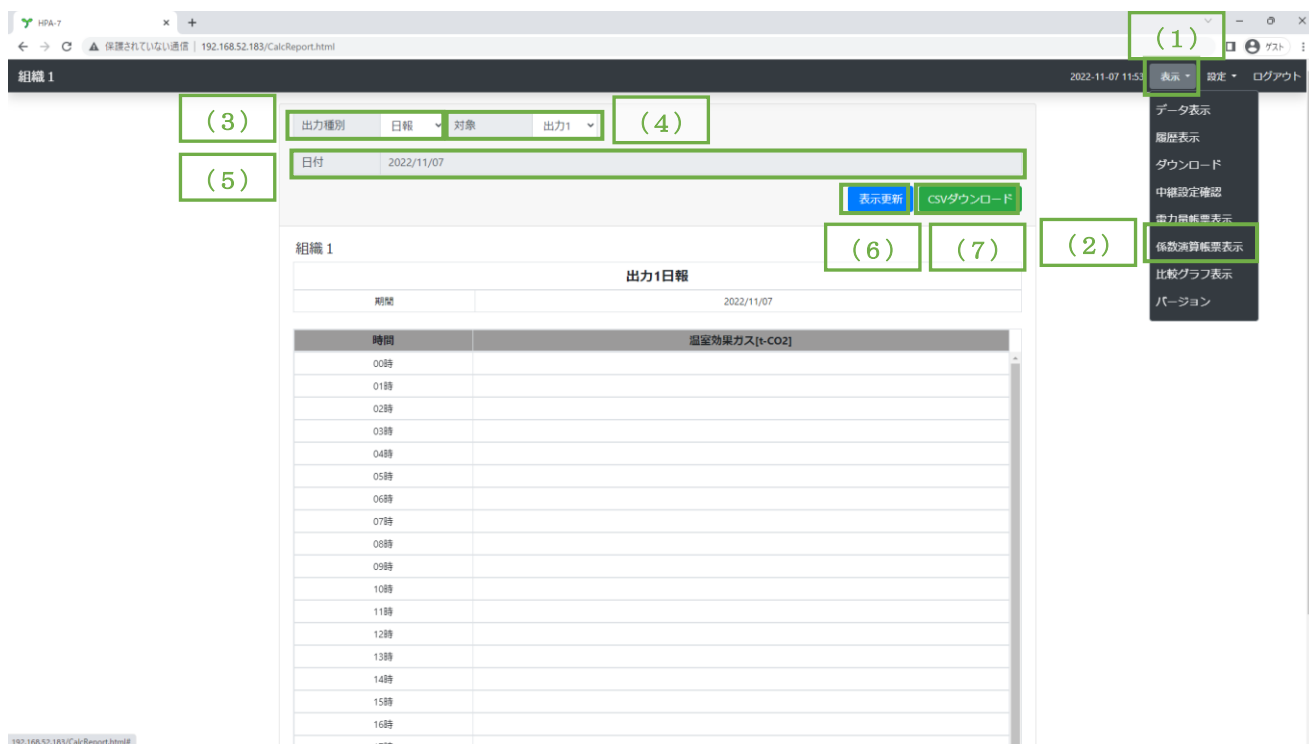 HPA-7
保護されていない通信 192.168.52.183/CalcReport.html
ゲスト
(1)
組織 1
2022-11-07 11:53 表示 設定 ログアウト
データ表示
履歴表示
ダウンロード
中継設定確認
電力量帳票表示
係数演算帳票表示
比較グラフ表示
バージョン
(2)
(3)
出力種別 日報 対象 出力1
(4)
日付 2022/11/07
(5)
表示更新 CSVダウンロード
(6) (7)
組織 1
出力1日報
期間 2022/11/07
時間 温室効果ガス[t-CO2]
00時
01時
02時
03時
04時
05時
06時
07時
08時
09時
10時
11時
12時
13時
14時
15時
16時
192.168.52.183/CalcReport.html#